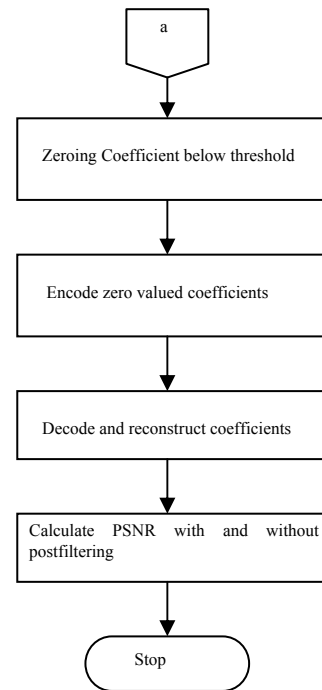 a
Zeroing Coefficient below threshold
Encode zero valued coefficients
Decode and reconstruct coefficients
Calculate PSNR with and without
postfiltering
Stop